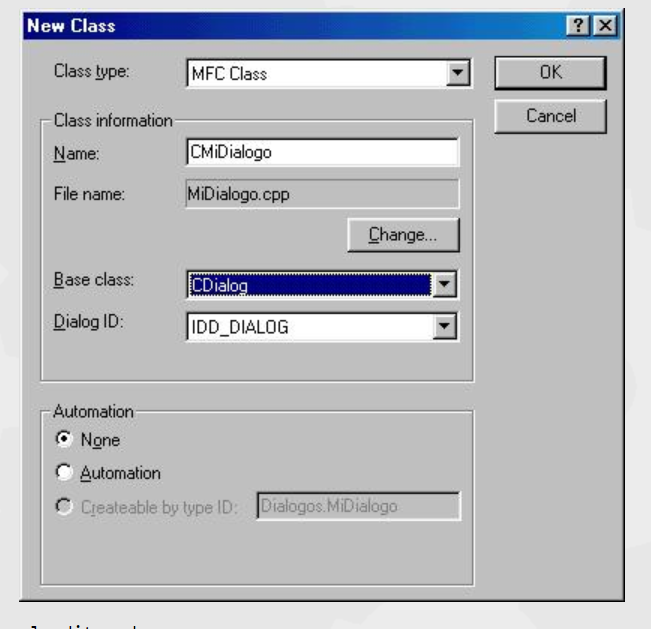 New Class
Class type: MFC Class
OK
Cancel
Class information
Name: CMiDialogo
File name: MiDialogo.cpp
Change...
Base class: CDialog
Dialog ID: IDD_DIALOG
Automation
None
Automation
Createable by type ID: Dialogos.MiDialogo